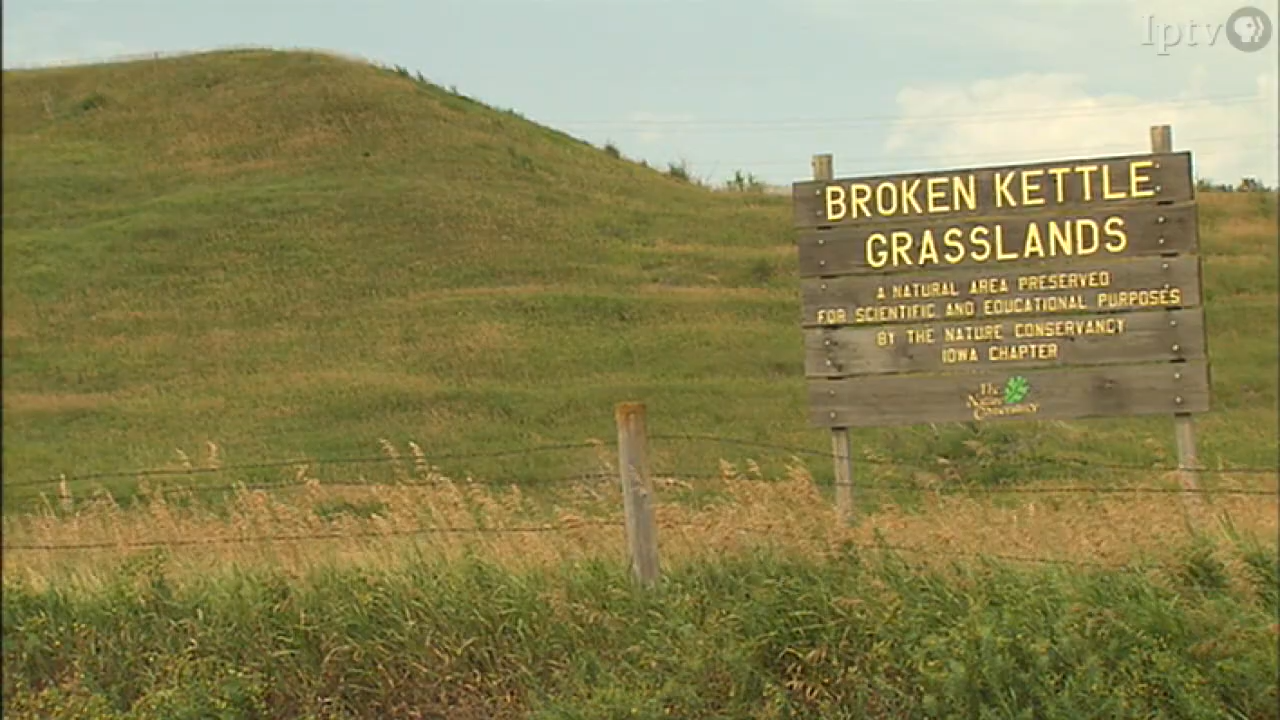 Iptv
BROKEN KETTLE
GRASSLANDS
A NATURAL AREA PRESERVED
FOR SCIENTIFIC AND EDUCATIONAL PURPOSES
BY THE NATURE CONSERVANCY
IOWA CHAPTER
The
Nature
Conservancy